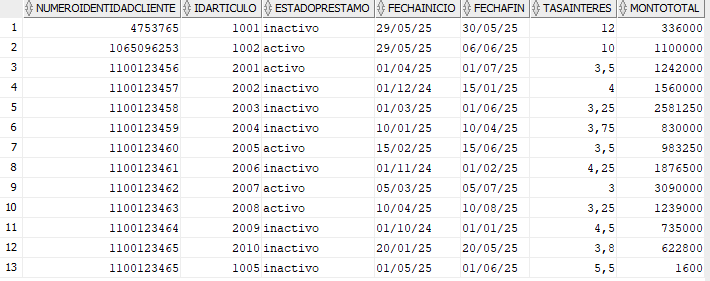 NUMEROIDENTIDADCLIENTE IDARTICULO ESTADOPRESTAMO FECHAINICIO FECHAFIN TASAINTERES MONTOTOTAL
1 4753765 1001 inactivo 29/05/25 30/05/25 12 336000
2 1065096253 1002 activo 29/05/25 06/06/25 10 1100000
3 1100123456 2001 activo 01/04/25 01/07/25 3,5 1242000
4 1100123457 2002 inactivo 01/12/24 15/01/25 4 1560000
5 1100123458 2003 inactivo 01/03/25 01/06/25 3,25 2581250
6 1100123459 2004 inactivo 10/01/25 10/04/25 3,75 830000
7 1100123460 2005 activo 15/02/25 15/06/25 3,5 983250
8 1100123461 2006 inactivo 01/11/24 01/02/25 4,25 1876500
9 1100123462 2007 activo 05/03/25 05/07/25 3 3090000
10 1100123463 2008 activo 10/04/25 10/08/25 3,25 1239000
11 1100123464 2009 inactivo 01/10/24 01/01/25 4,5 735000
12 1100123465 2010 inactivo 20/01/25 20/05/25 3,8 622800
13 1100123465 1005 inactivo 01/05/25 01/06/25 5,5 1600